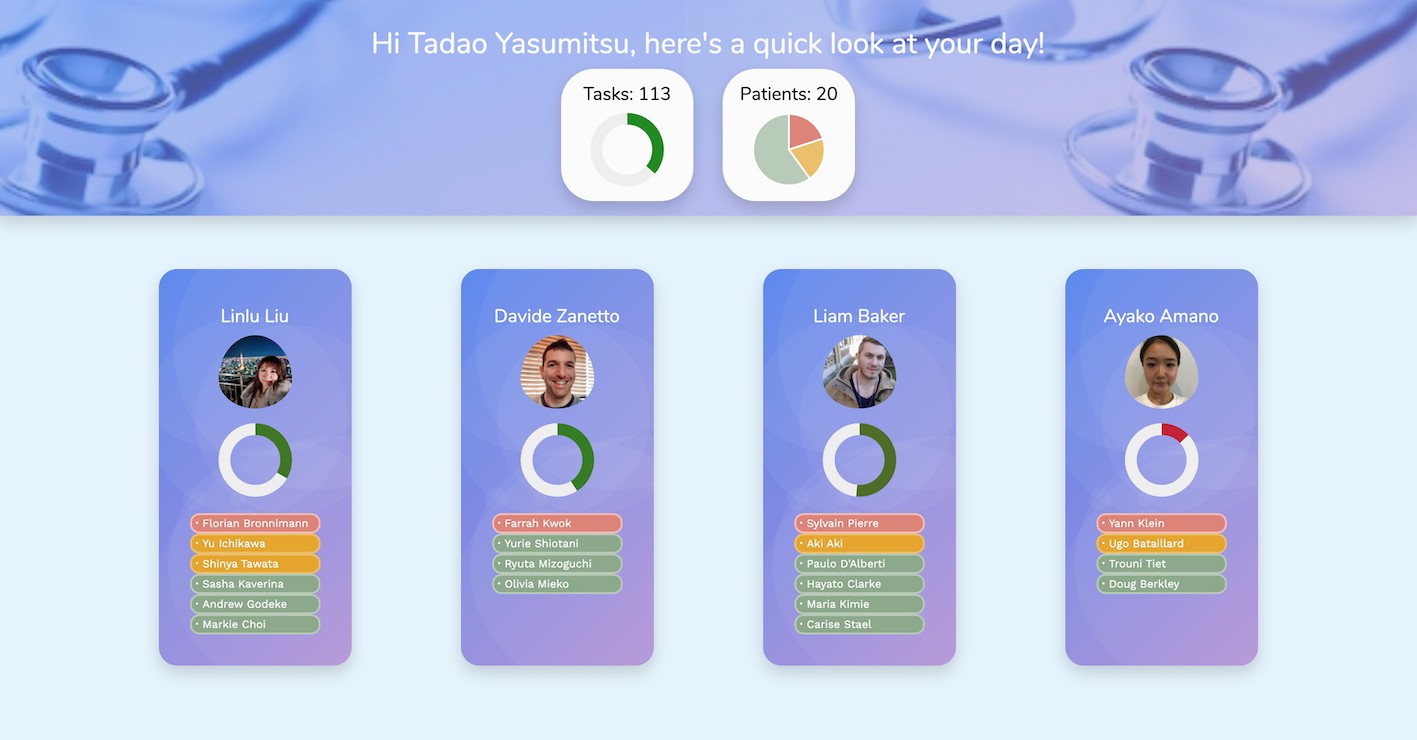 Hi Tadao Yasumitsu, here's a quick look at your day!
Tasks: 113
Patients: 20
Linlu Liu
• Florian Bronnimann
• Yu Ichikawa
• Shinya Tawata
• Sasha Kaverina
• Andrew Godeke
• Markie Choi
Davide Zanetto
• Farrah Kwok
• Yurie Shiotani
• Ryuta Mizoguchi
• Olivia Mieko
Liam Baker
• Sylvain Pierre
• Aki Aki
• Paulo D'Alberti
• Hayato Clarke
• Maria Kimie
• Carise Stael
Ayako Amano
• Yann Klein
• Ugo Bataillard
• Trouni Tiet
• Doug Berkley